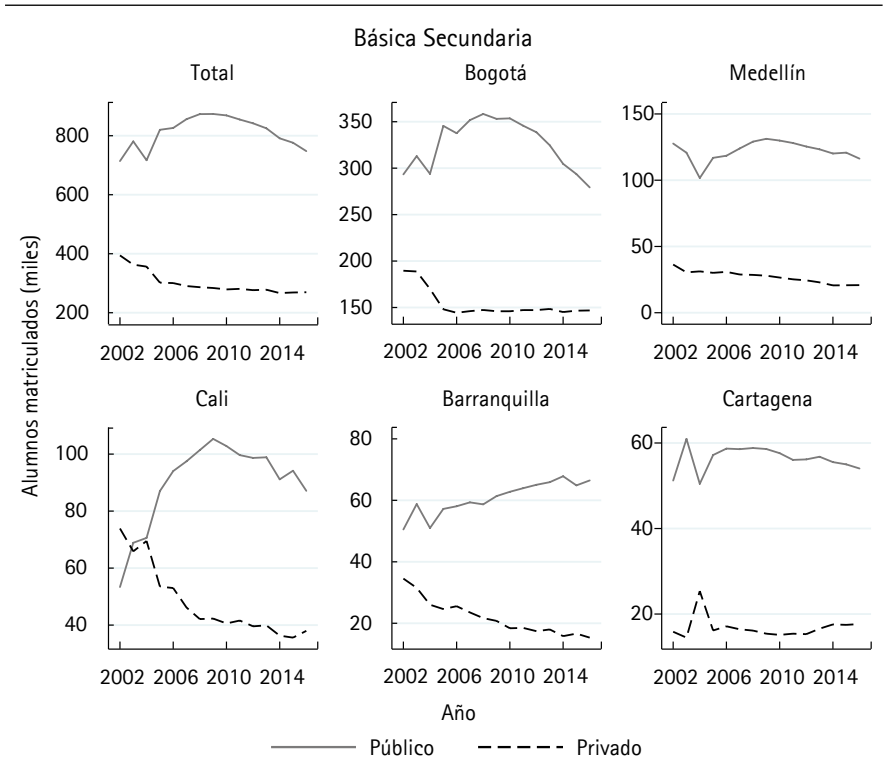 Básica Secundaria
Total
Bogotá
Medellín
Alumnos matriculados (miles)
800
600
400
200
2002 2006 2010 2014
350
300
250
200
150
2002 2006 2010 2014
150
100
50
0
2002 2006 2010 2014
Cali
Barranquilla
Cartagena
100
80
60
40
2002 2006 2010 2014
80
60
40
20
2002 2006 2010 2014
60
40
20
2002 2006 2010 2014
Año
Público Privado